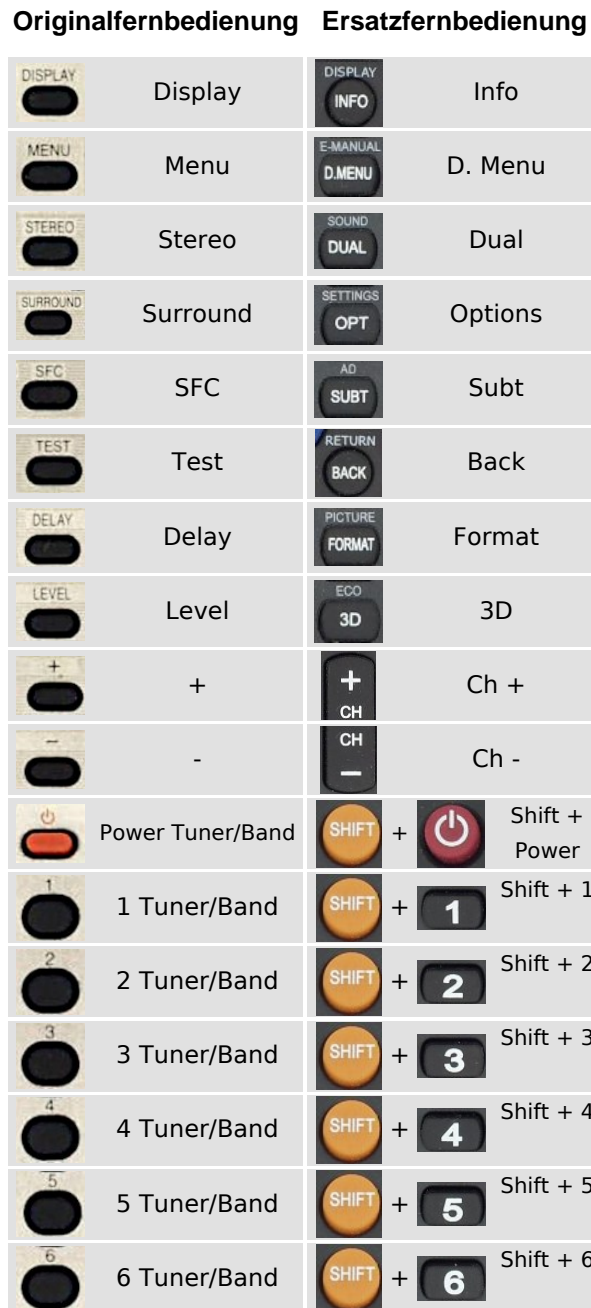 Originalfernbedienung Ersatzfernbedienung
DISPLAY Display DISPLAY INFO Info
MENU Menu E-MANUAL D.MENU D. Menu
STEREO Stereo SOUND DUAL Dual
SURROUND Surround SETTINGS OPT Options
SFC SFC AD SUBT Subt
TEST Test RETURN BACK Back
DELAY Delay PICTURE FORMAT Format
LEVEL Level ECO 3D 3D
+ + + CH Ch +
- - CH - Ch -
Power Tuner/Band SHIFT + Shift + Power
1 1 Tuner/Band SHIFT + 1 Shift + 1
2 2 Tuner/Band SHIFT + 2 Shift + 2
3 3 Tuner/Band SHIFT + 3 Shift + 3
4 4 Tuner/Band SHIFT + 4 Shift + 4
5 5 Tuner/Band SHIFT + 5 Shift + 5
6 6 Tuner/Band SHIFT + 6 Shift + 6